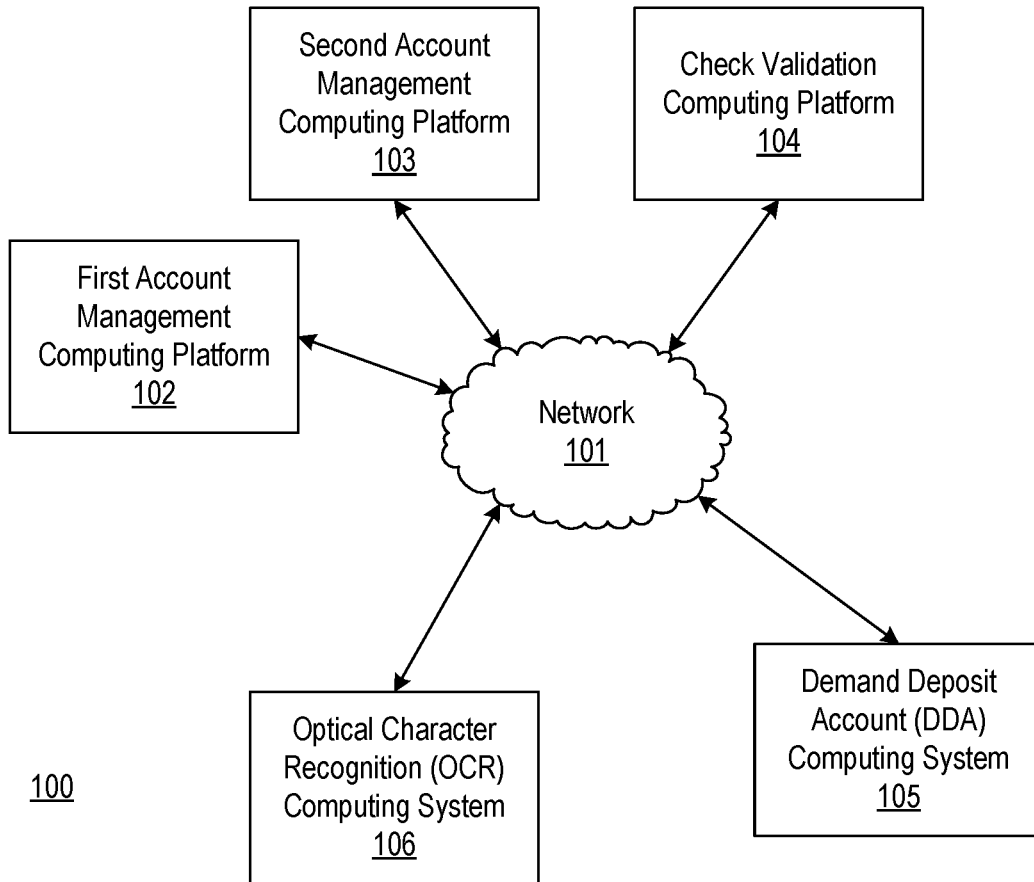 Second Account
Management
Computing Platform
103
Check Validation
Computing Platform
104
First Account
Management
Computing Platform
102
Network
101
Demand Deposit
Account (DDA)
Computing System
105
Optical Character
Recognition (OCR)
Computing System
106
100